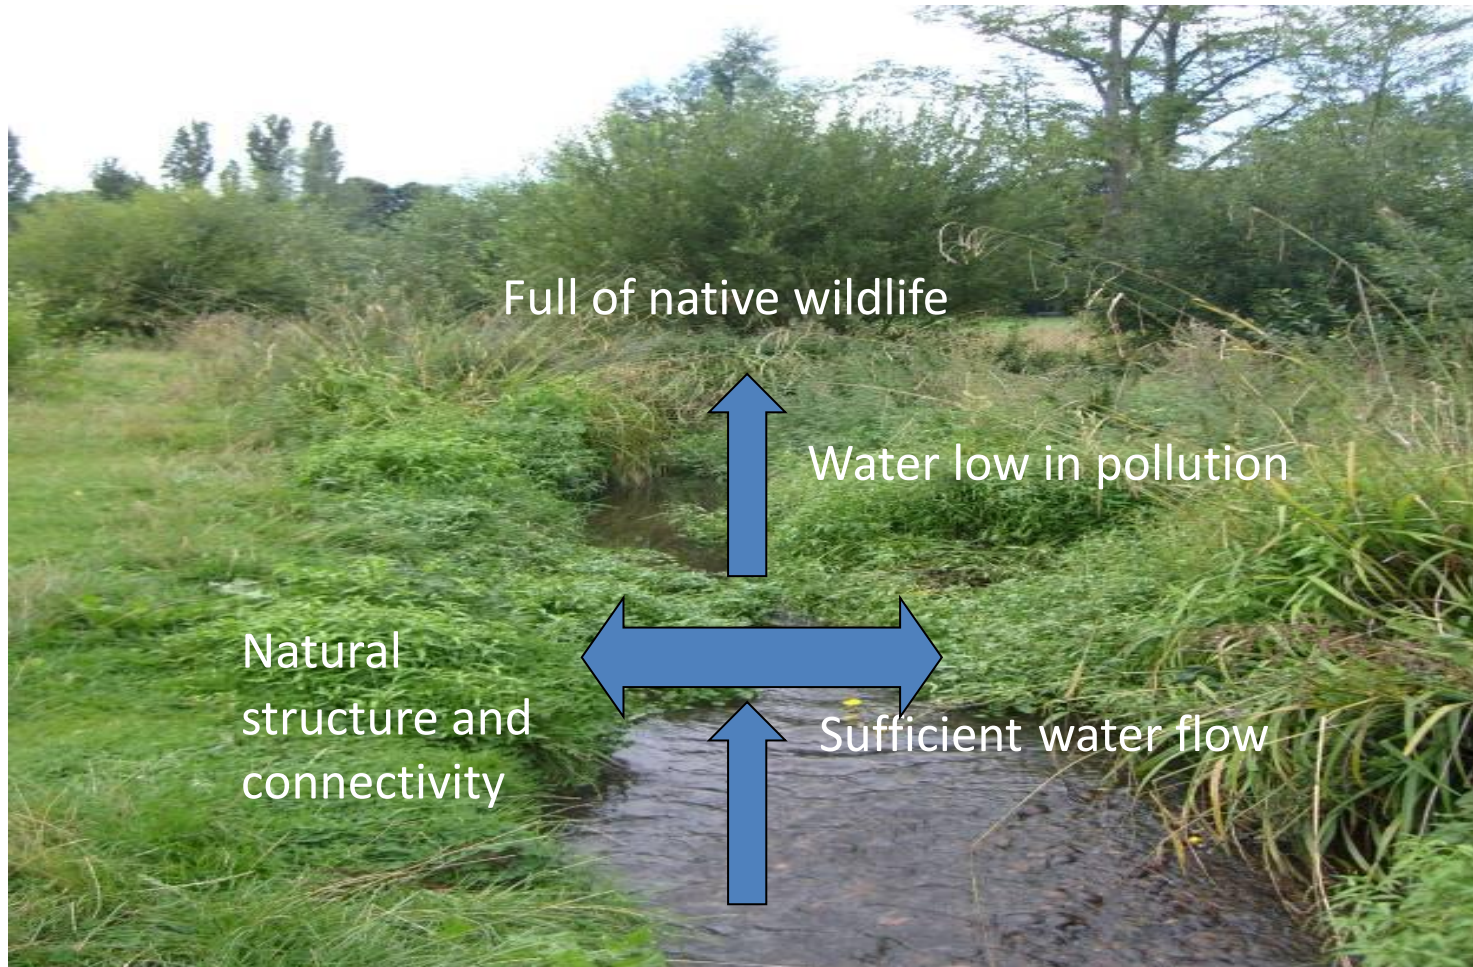 Full of native wildlife
Water low in pollution
Natural
structure and
connectivity
Sufficient water flow